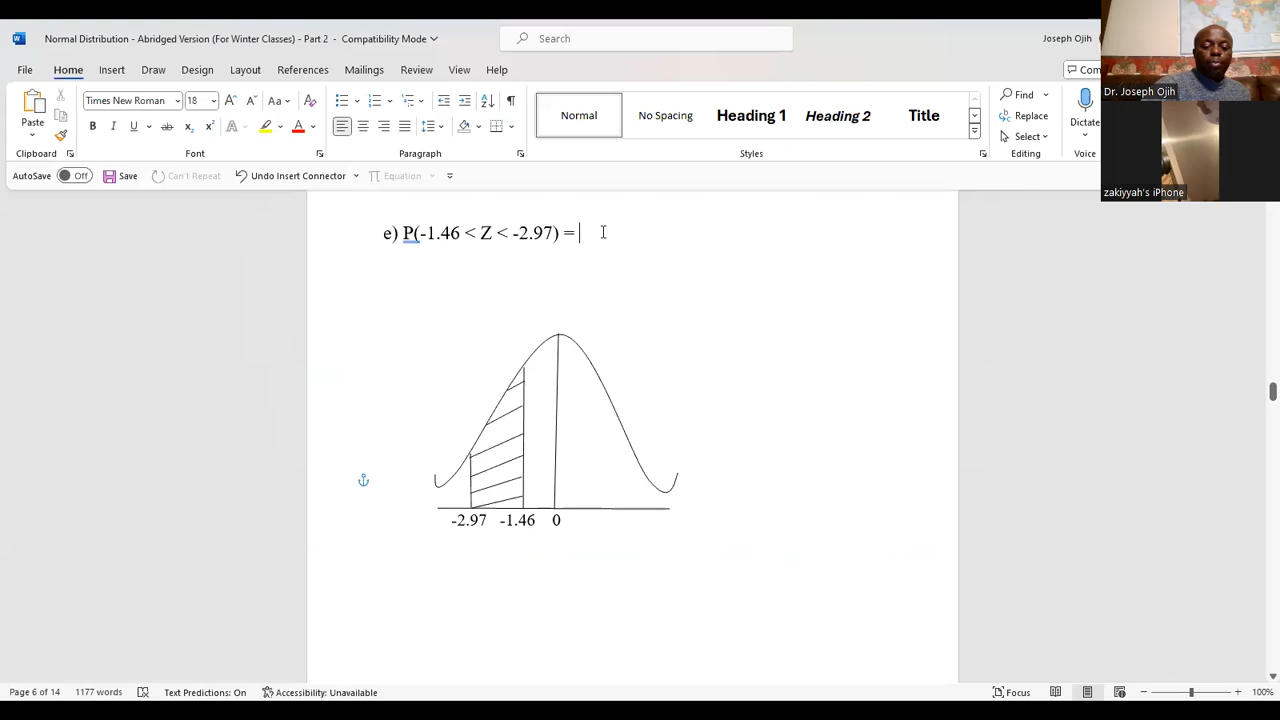 Normal Distribution - Abridged Version (For Winter Classes) - Part 2 - Compatibility Mode
Search
Joseph Ojih
File Home Insert Draw Design Layout References Mailings Review View Help
Com
Paste
Times New Roman 18
Normal
No Spacing
Heading 1
Heading 2
Title
Find
Replace
Select
Dictate
Clipboard Font Paragraph Styles Editing Voice
AutoSave Off Save Can't Repeat Undo Insert Connector Equation
Dr. Joseph Ojih
zakiyyah's iPhone
e) P(-1.46 < Z < -2.97) =
-2.97 -1.46 0
Page 6 of 14 1177 words Text Predictions: On Accessibility: Unavailable Focus 100%